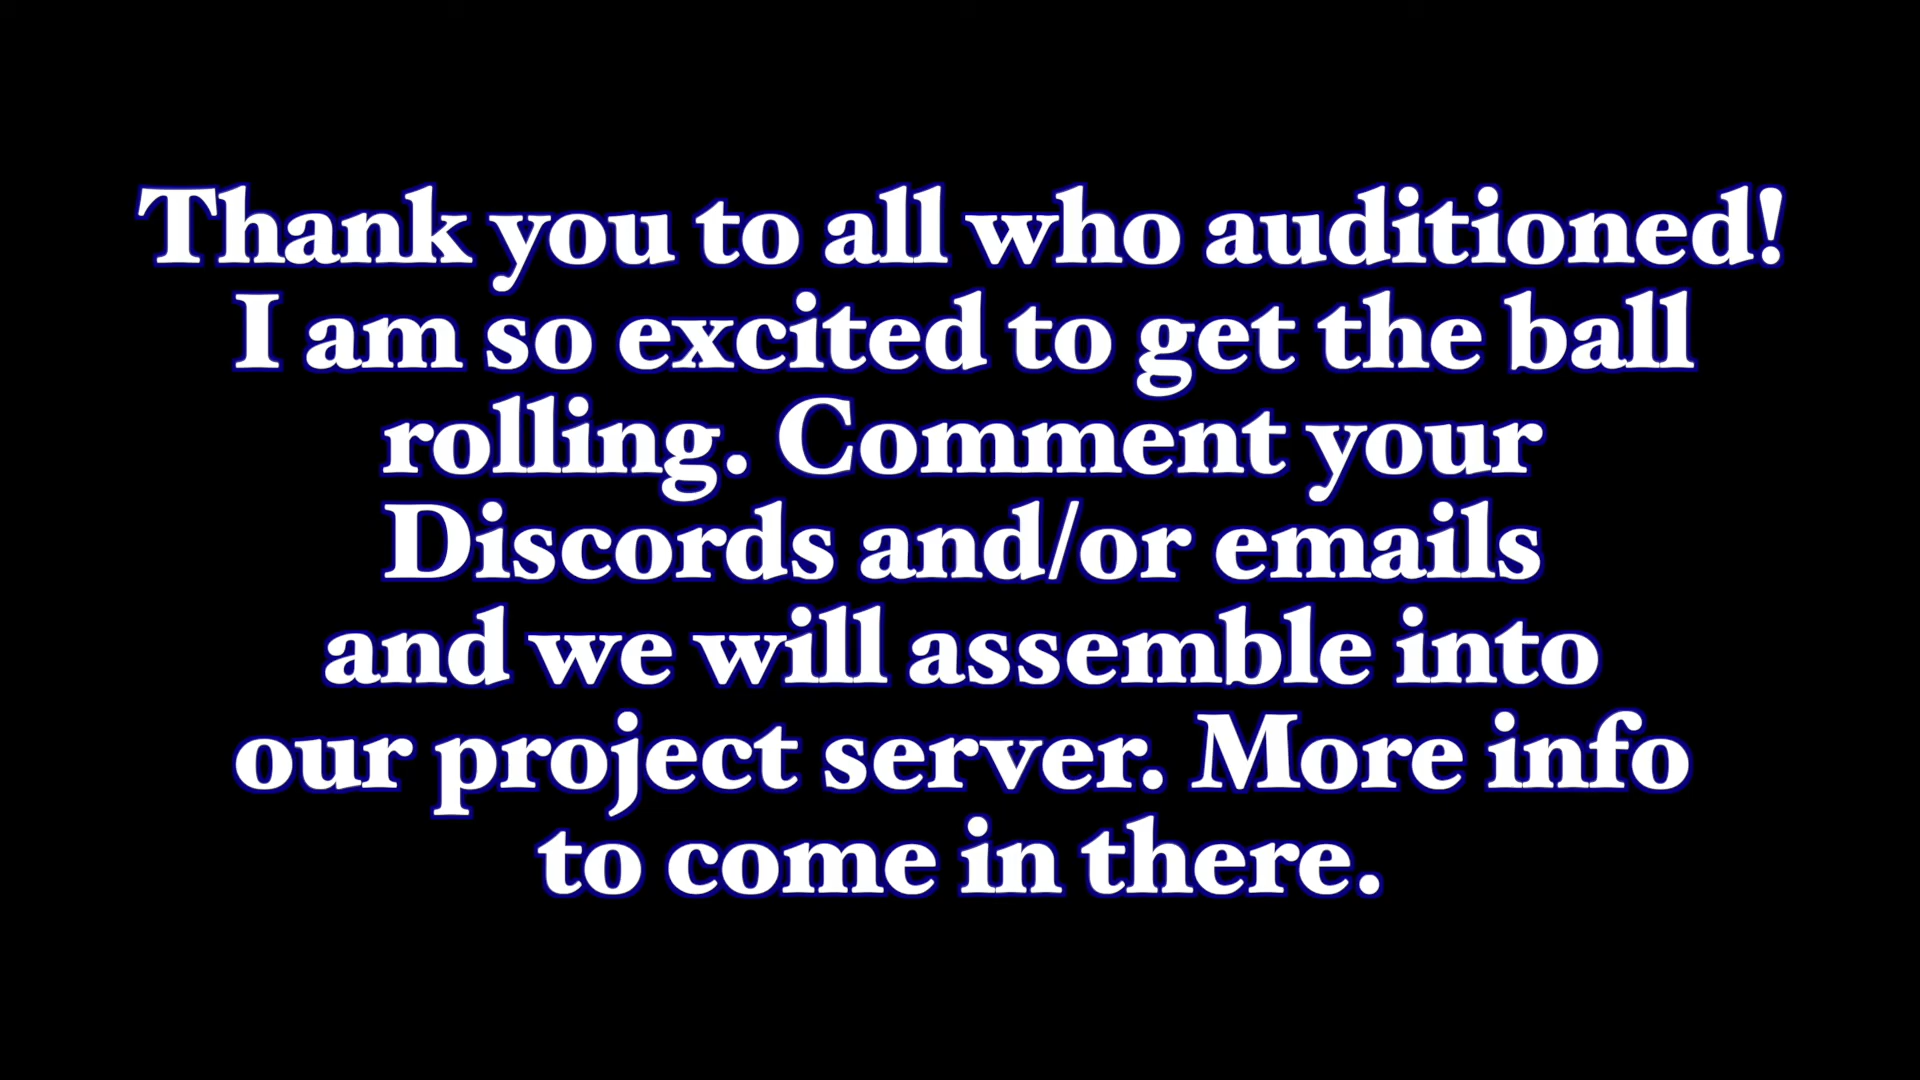 Thank you to all who auditioned!
I am so excited to get the ball
rolling. Comment your
Discords and/or emails
and we will assemble into
our project server. More info
to come in there.